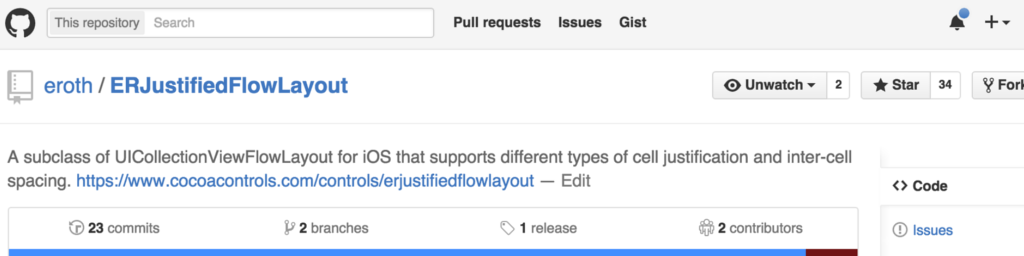 This repository Search Pull requests Issues Gist
eroth / ERJustifiedFlowLayout Unwatch 2 Star 34 Fork
A subclass of UICollectionViewFlowLayout for iOS that supports different types of cell justification and inter-cell
spacing. https://www.cocoacontrols.com/controls/erjustifiedflowlayout — Edit
23 commits 2 branches 1 release 2 contributors
<> Code
Issues